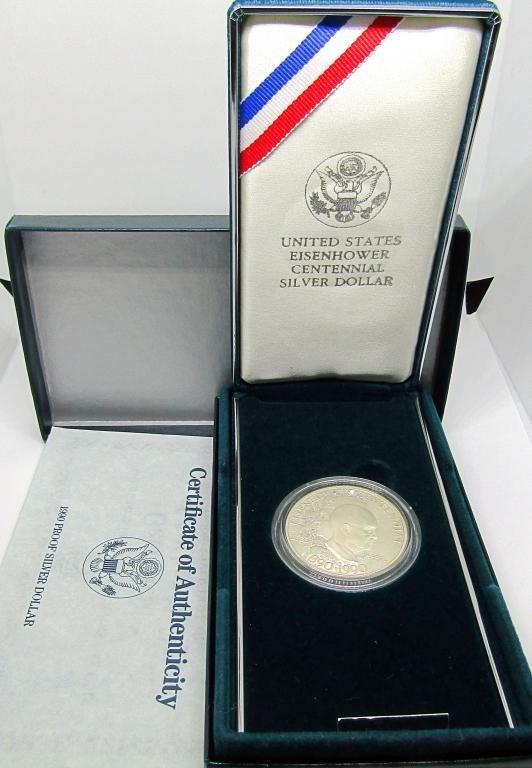 UNITED STATES
EISENHOWER
CENTENNIAL
SILVER DOLLAR
Certificate of Authenticity
1990 PROOF SILVER DOLLAR
1890-1990